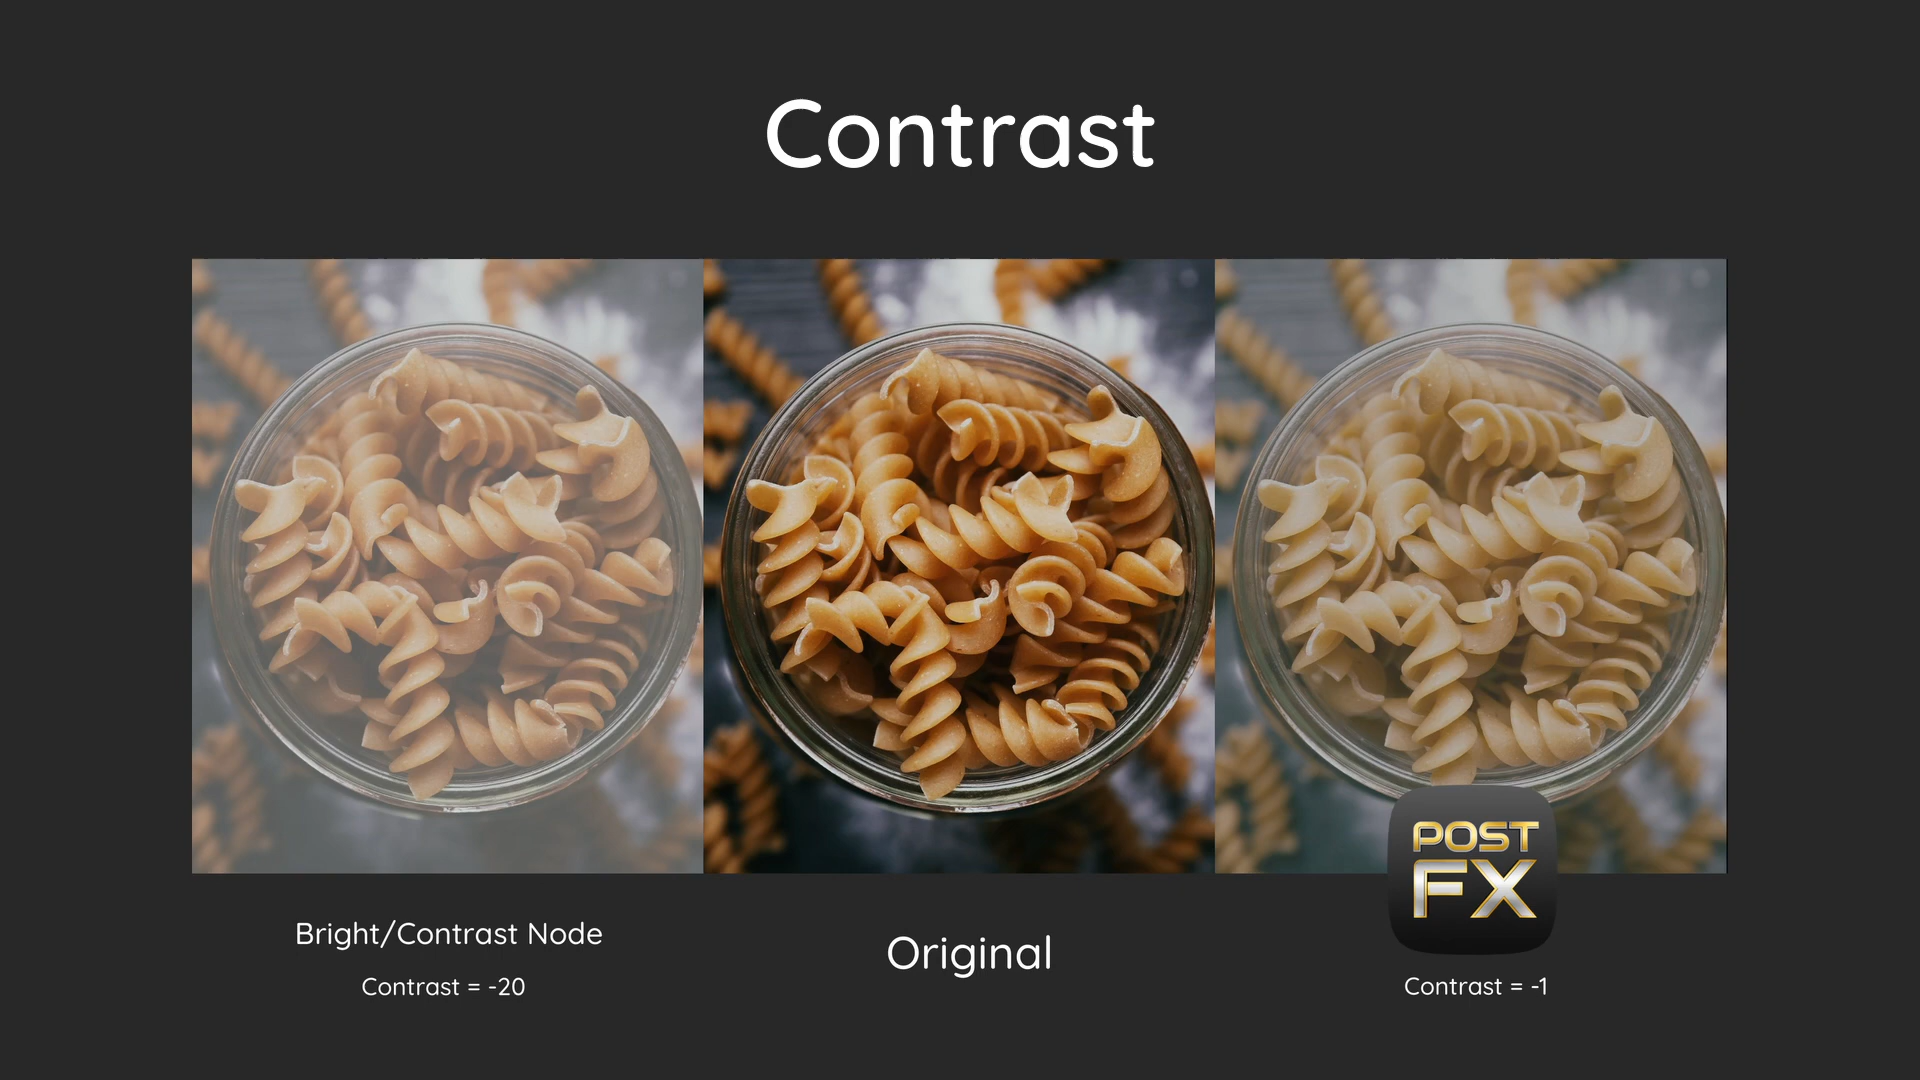 Contrast
Bright/Contrast Node
Contrast = -20
Original
POST
FX
Contrast = -1